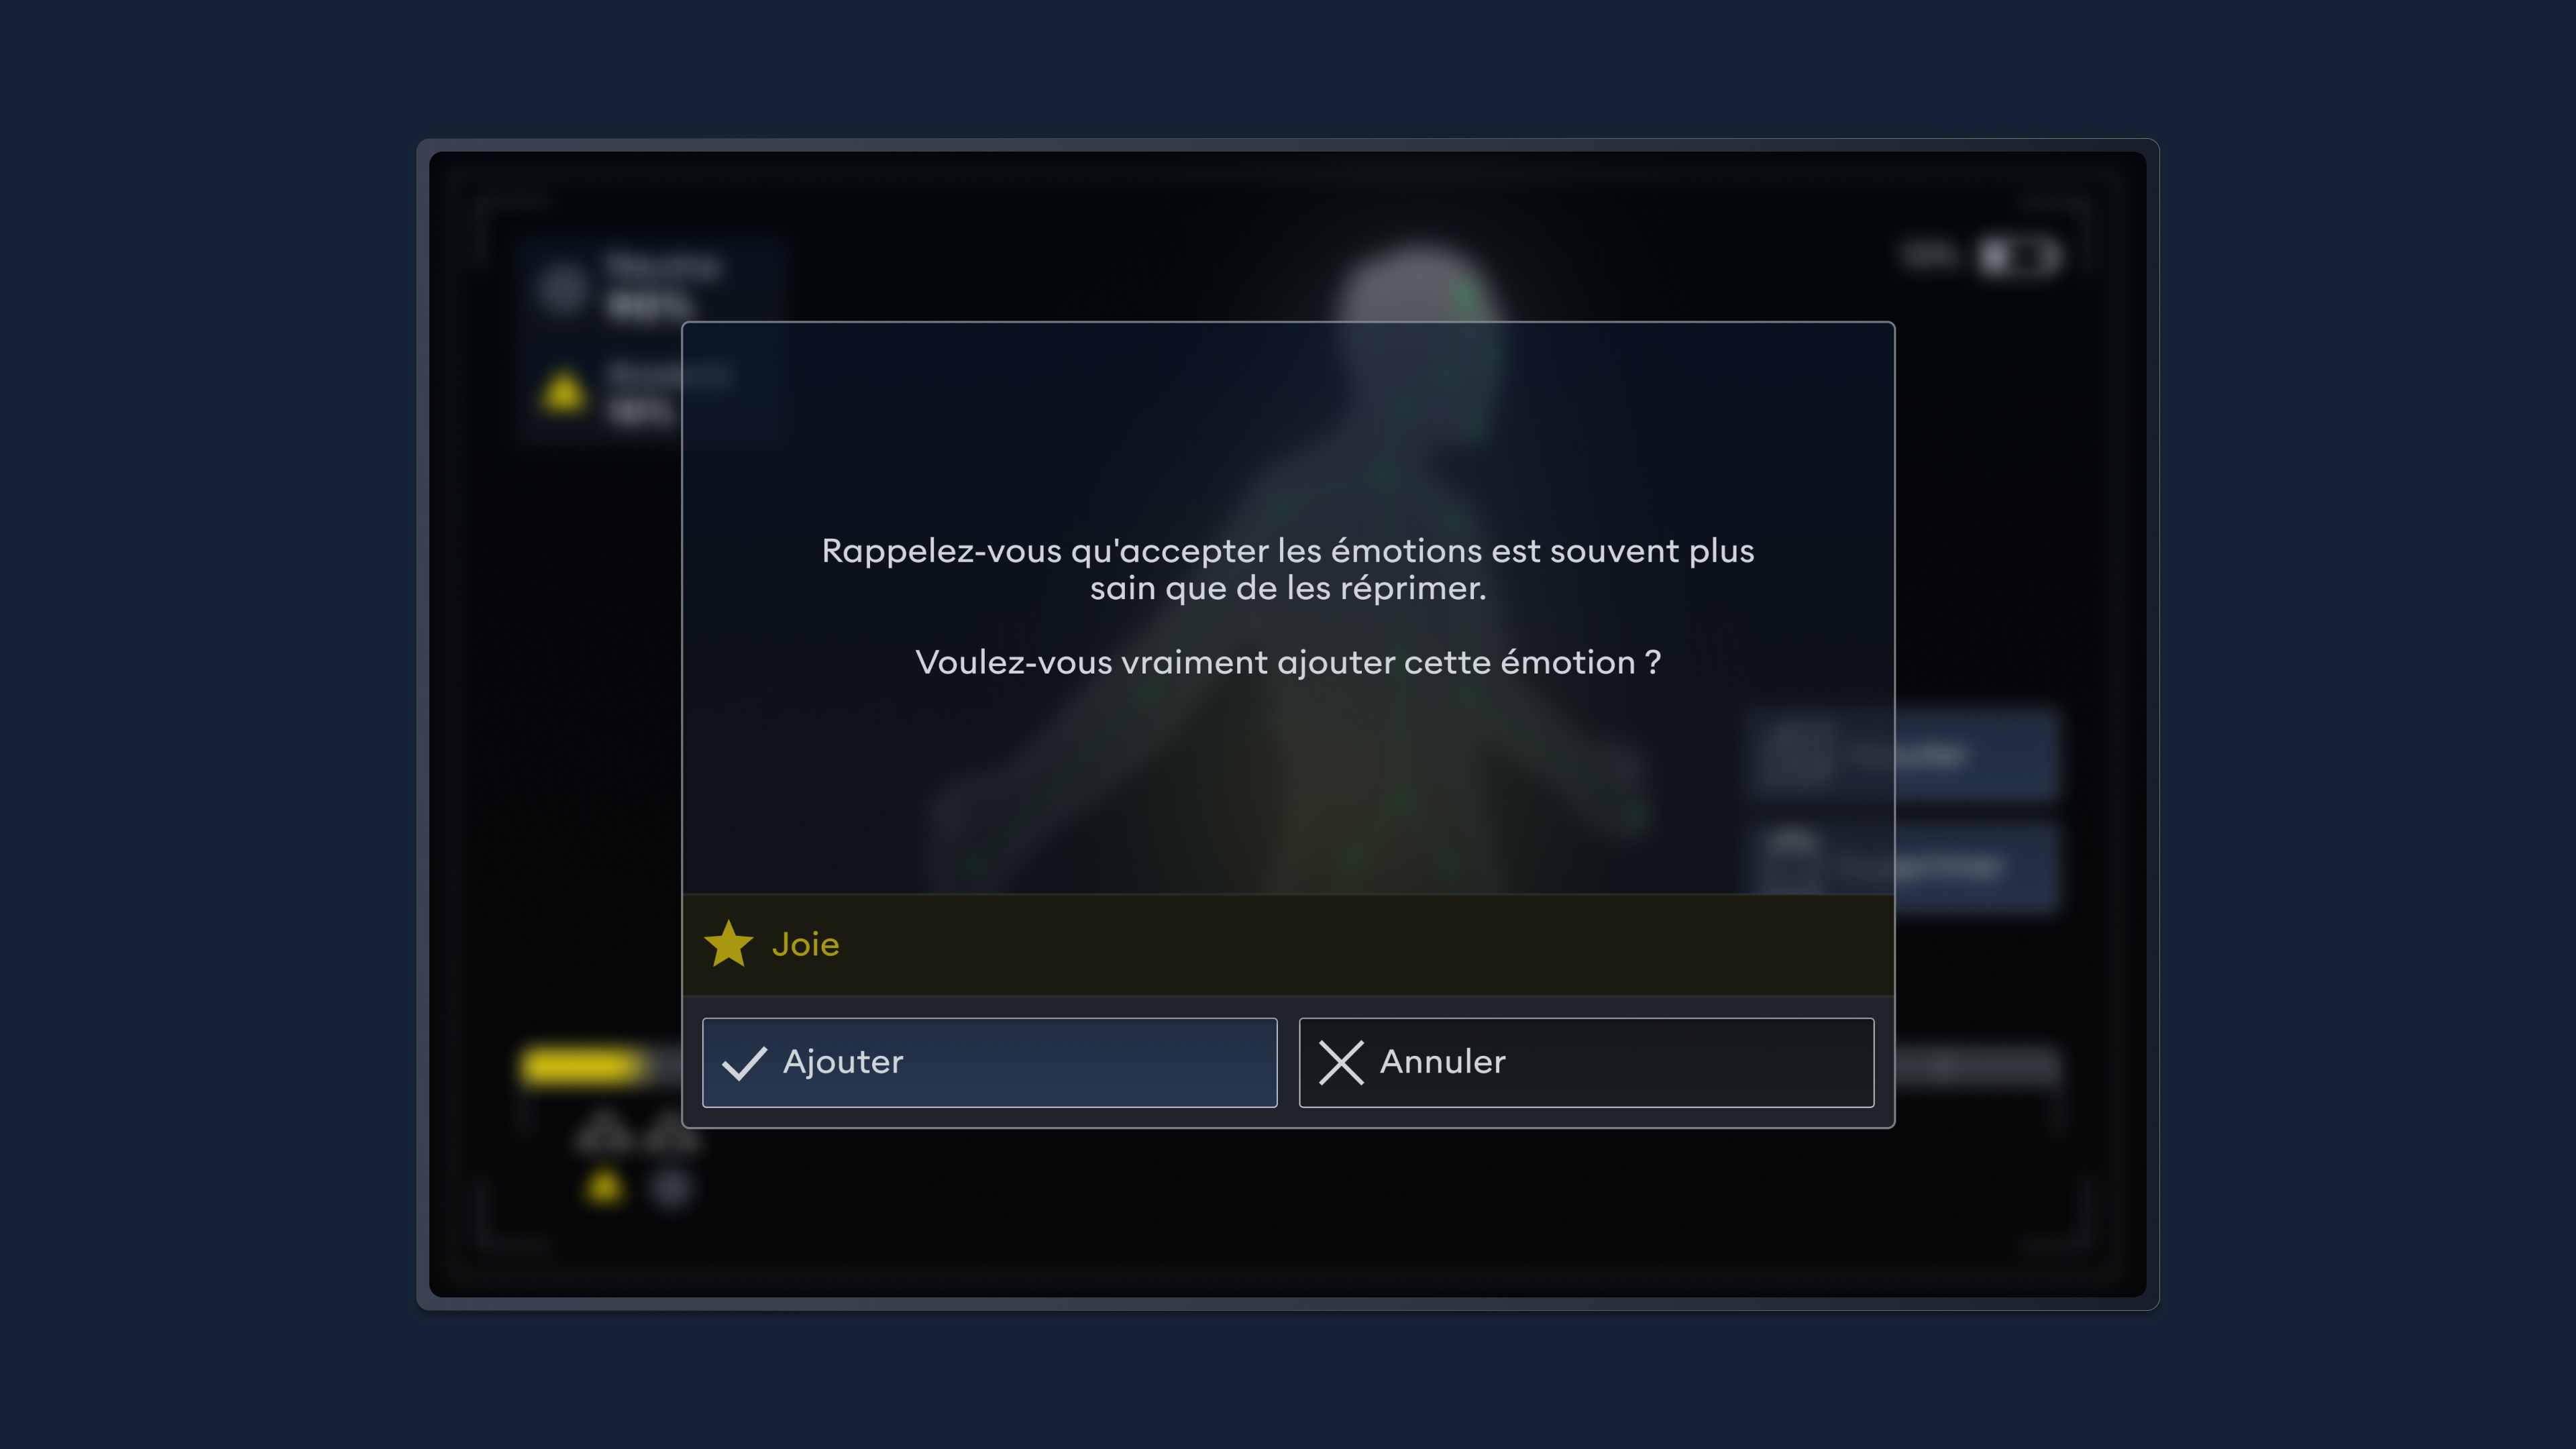 Rappelez-vous qu'accepter les émotions est souvent plus
sain que de les réprimer.
Voulez-vous vraiment ajouter cette émotion ?
Joie
Ajouter
Annuler